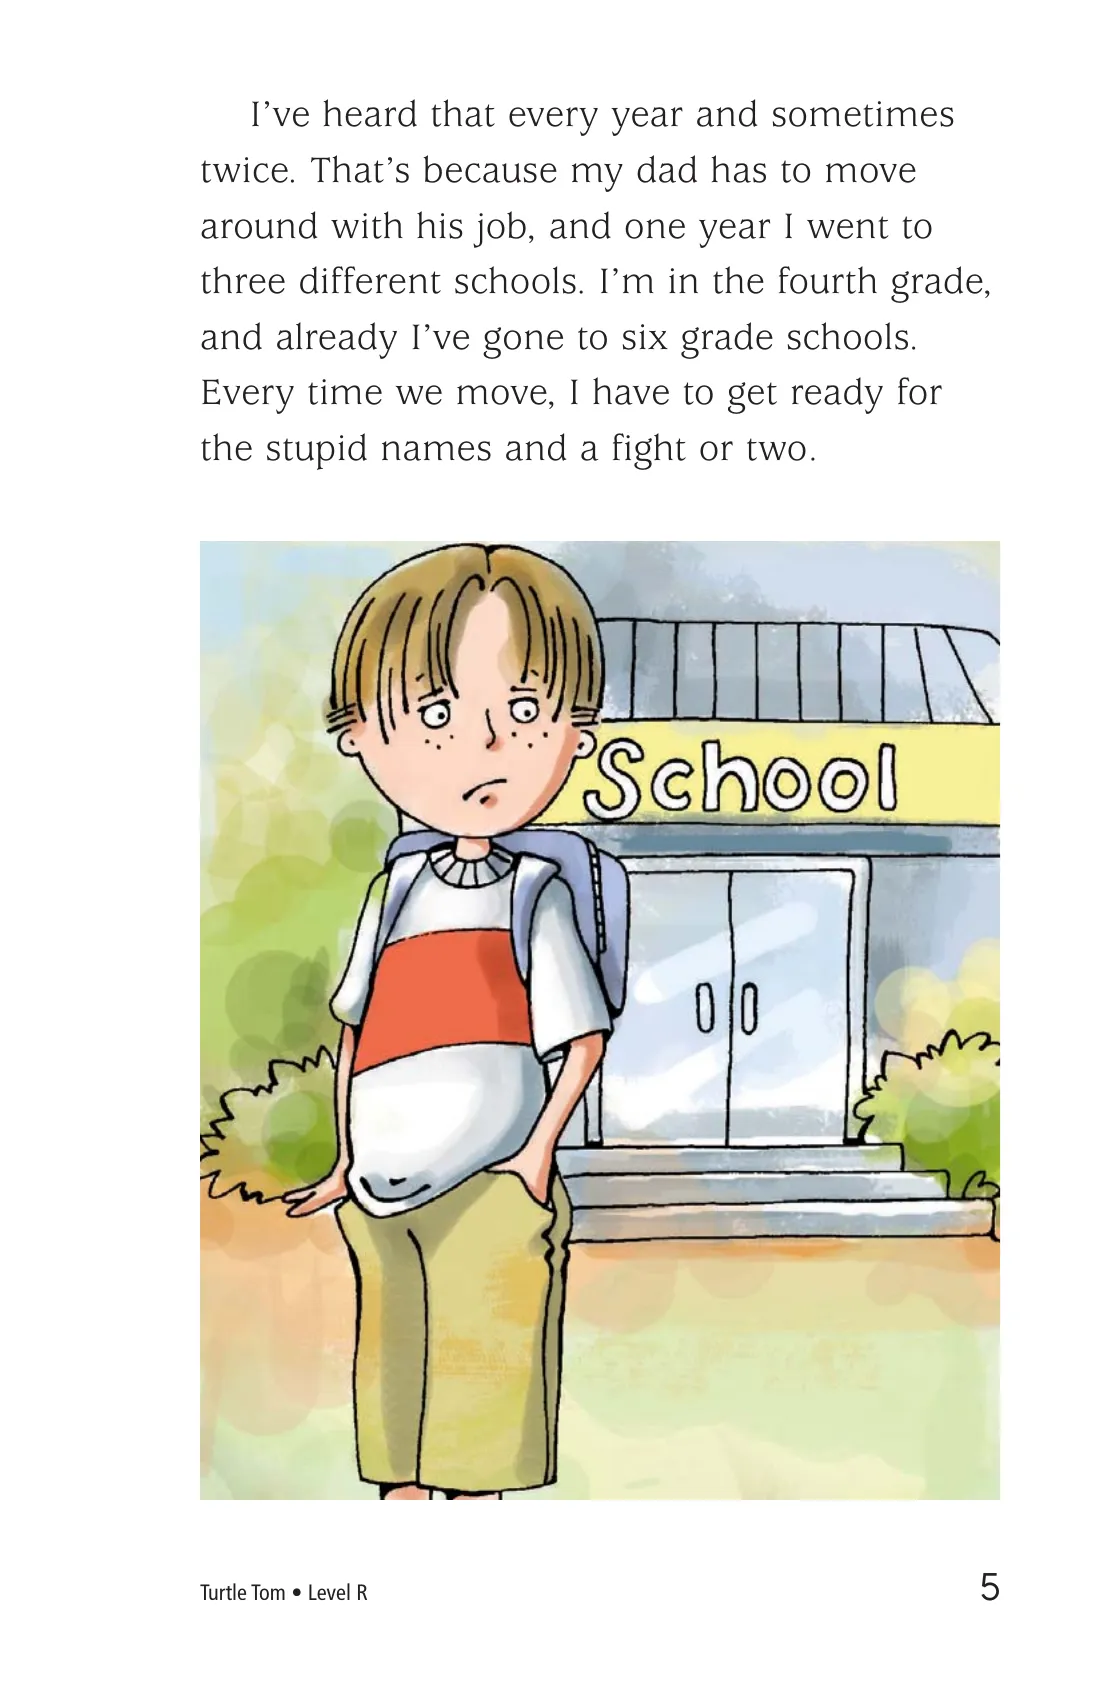 I’ve heard that every year and sometimes
twice. That’s because my dad has to move
around with his job, and one year I went to
three different schools. I’m in the fourth grade,
and already I’ve gone to six grade schools.
Every time we move, I have to get ready for
the stupid names and a fight or two.
School
Turtle Tom • Level R
5